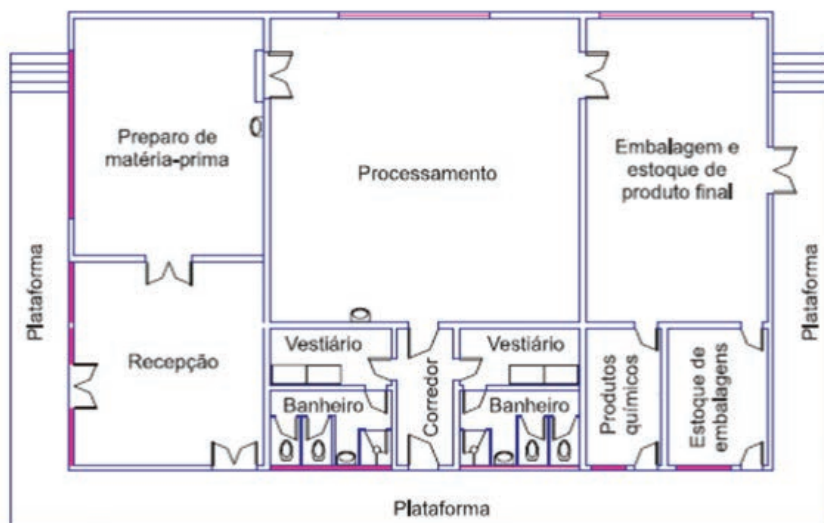 Preparo de
matéria-prima
Processamento
Embalagem e
estoque de
produto final
Plataforma
Recepção
Vestiário
Banheiro
Corredor
Vestiário
Banheiro
Produtos
químicos
Estoque de
embalagens
Plataforma
Plataforma